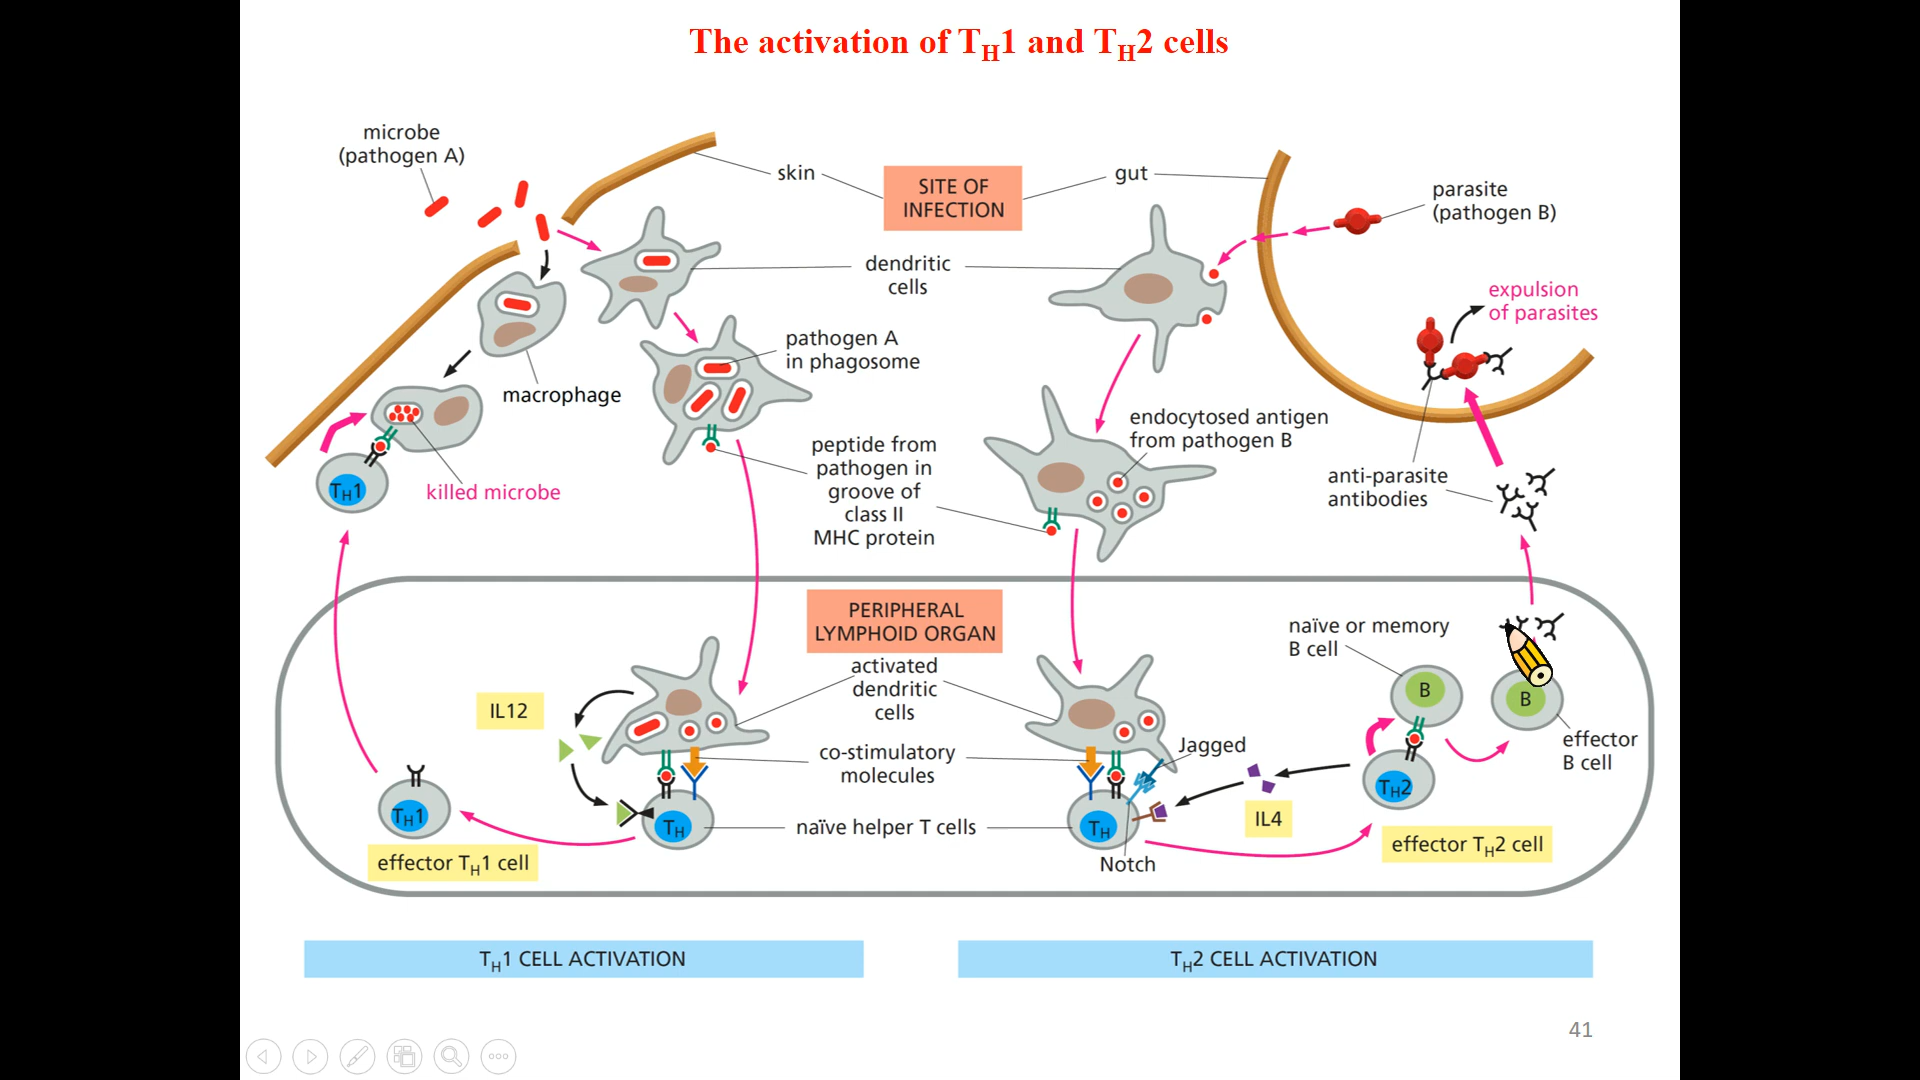 The activation of TH1 and TH2 cells
microbe
(pathogen A)
skin
SITE OF
INFECTION
gut
parasite
(pathogen B)
dendritic
cells
expulsion
of parasites
pathogen A
in phagosome
macrophage
endocytosed antigen
from pathogen B
peptide from
pathogen in
groove of
class II
MHC protein
anti-parasite
antibodies
TH1
killed microbe
PERIPHERAL
LYMPHOID ORGAN
activated
dendritic
cells
naïve or memory
B cell
IL12
B
B
effector
B cell
co-stimulatory
molecules
Jagged
TH2
TH1
TH
naïve helper T cells
TH
IL4
Notch
effector TH1 cell
effector TH2 cell
TH1 CELL ACTIVATION
TH2 CELL ACTIVATION
41